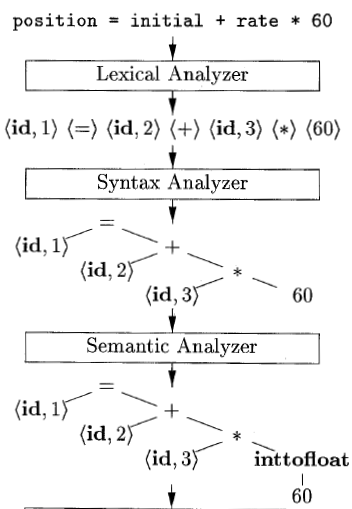 position = initial + rate * 60
Lexical Analyzer
⟨id, 1⟩ ⟨=⟩ ⟨id, 2⟩ ⟨+⟩ ⟨id, 3⟩ ⟨*⟩ ⟨60⟩
Syntax Analyzer
=
⟨id, 1⟩
+
⟨id, 2⟩
*
⟨id, 3⟩
60
Semantic Analyzer
=
⟨id, 1⟩
+
⟨id, 2⟩
*
⟨id, 3⟩
inttofloat
60